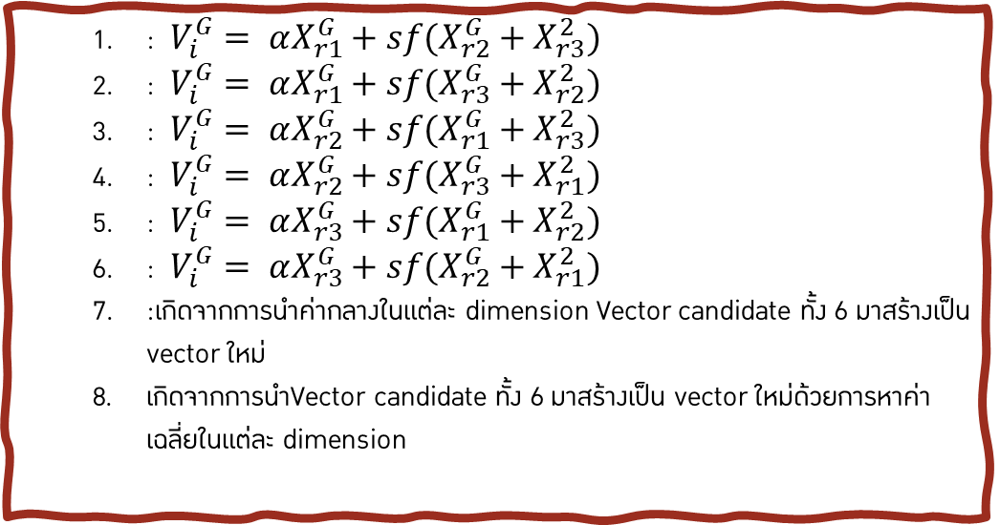 1. : $V_i^G = \alpha X_{r1}^G + sf(X_{r2}^G + X_{r3}^2)$
2. : $V_i^G = \alpha X_{r1}^G + sf(X_{r3}^G + X_{r2}^2)$
3. : $V_i^G = \alpha X_{r2}^G + sf(X_{r1}^G + X_{r3}^2)$
4. : $V_i^G = \alpha X_{r2}^G + sf(X_{r3}^G + X_{r1}^2)$
5. : $V_i^G = \alpha X_{r3}^G + sf(X_{r1}^G + X_{r2}^2)$
6. : $V_i^G = \alpha X_{r3}^G + sf(X_{r2}^G + X_{r1}^2)$
7. :เกิดจากการนำค่ากลางในแต่ละ dimension Vector candidate ทั้ง 6 มาสร้างเป็น
vector ใหม่
8. เกิดจากการนำVector candidate ทั้ง 6 มาสร้างเป็น vector ใหม่ด้วยการหาค่า
เฉลี่ยในแต่ละ dimension